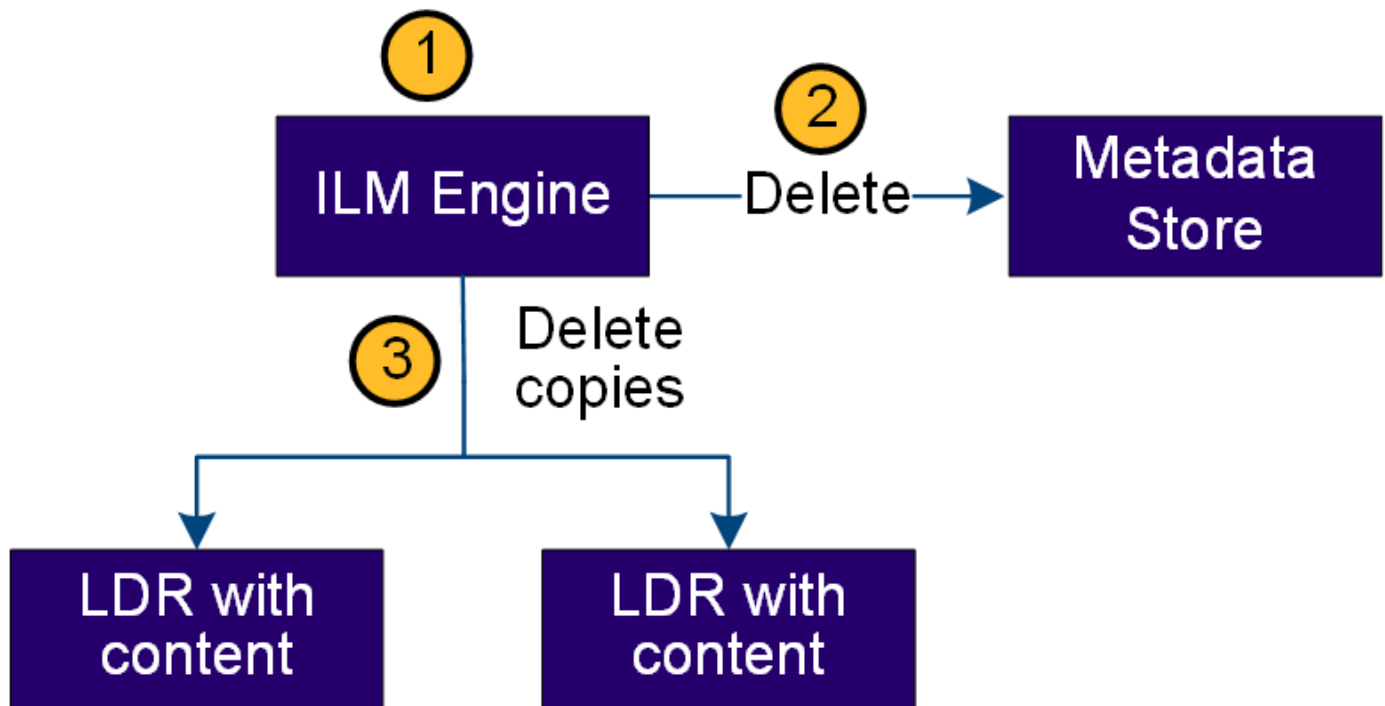 1
2
ILM Engine
Delete
Metadata
Store
3
Delete
copies
LDR with
content
LDR with
content